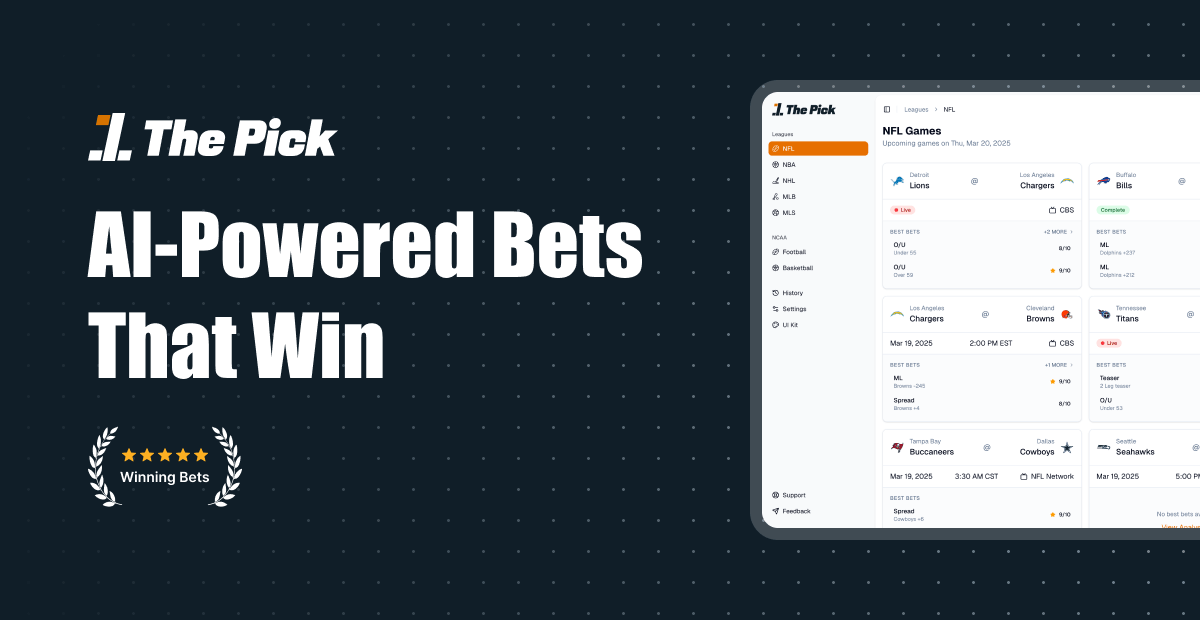 The Pick
AI-Powered Bets
That Win
Winning Bets
The Pick
Leagues
NFL
NBA
NHL
MLB
MLS
NCAA
Football
Basketball
History
Settings
UI Kit
Support
Feedback
Leagues > NFL
NFL Games
Upcoming games on Thu, Mar 20, 2025
Detroit
Lions
@
Los Angeles
Chargers
Live
CBS
BEST BETS
+2 MORE >
O/U
Under 55
8/10
O/U
Over 59
9/10
Buffalo
Bills
@
Complete
BEST BETS
ML
Dolphins +237
ML
Dolphins +212
Los Angeles
Chargers
@
Cleveland
Browns
Mar 19, 2025
2:00 PM EST
CBS
BEST BETS
+1 MORE >
ML
Browns -245
9/10
Spread
Browns +4
8/10
Tennessee
Titans
@
Live
BEST BETS
Teaser
2 Leg teaser
O/U
Under 53
Tampa Bay
Buccaneers
@
Dallas
Cowboys
Mar 19, 2025
3:30 AM CST
NFL Network
BEST BETS
Spread
Cowboys +6
9/10
Seattle
Seahawks
@
Mar 19, 2025
5:00 P
No best bets av